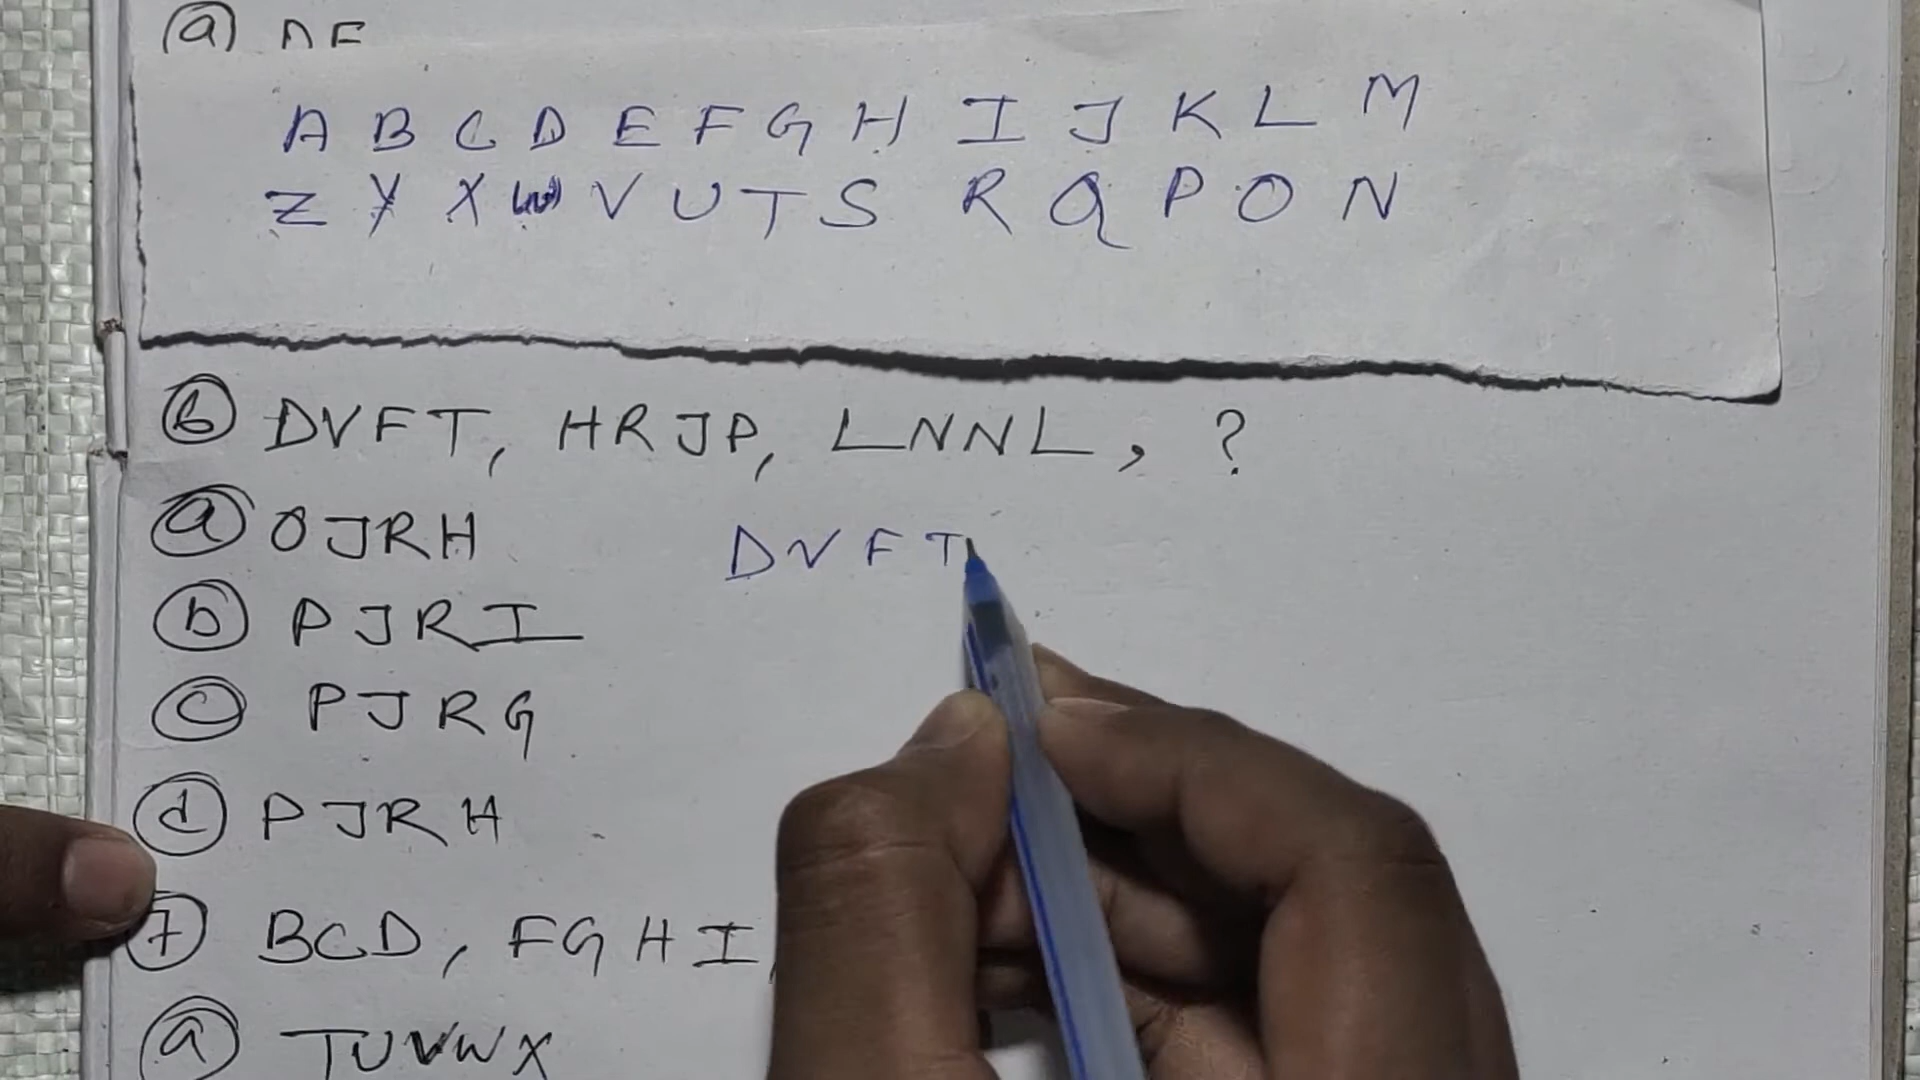 (a)
A B C D E F G H I J K L M
Z Y X W V U T S R Q P O N
(6) DVFT, HRJP, LNNL, ?
(a) OJRH
DVFT
(b) PJRI
(c) PJRG
(d) PJRH
(7) BCD, FGHI,
(a) TUVWX